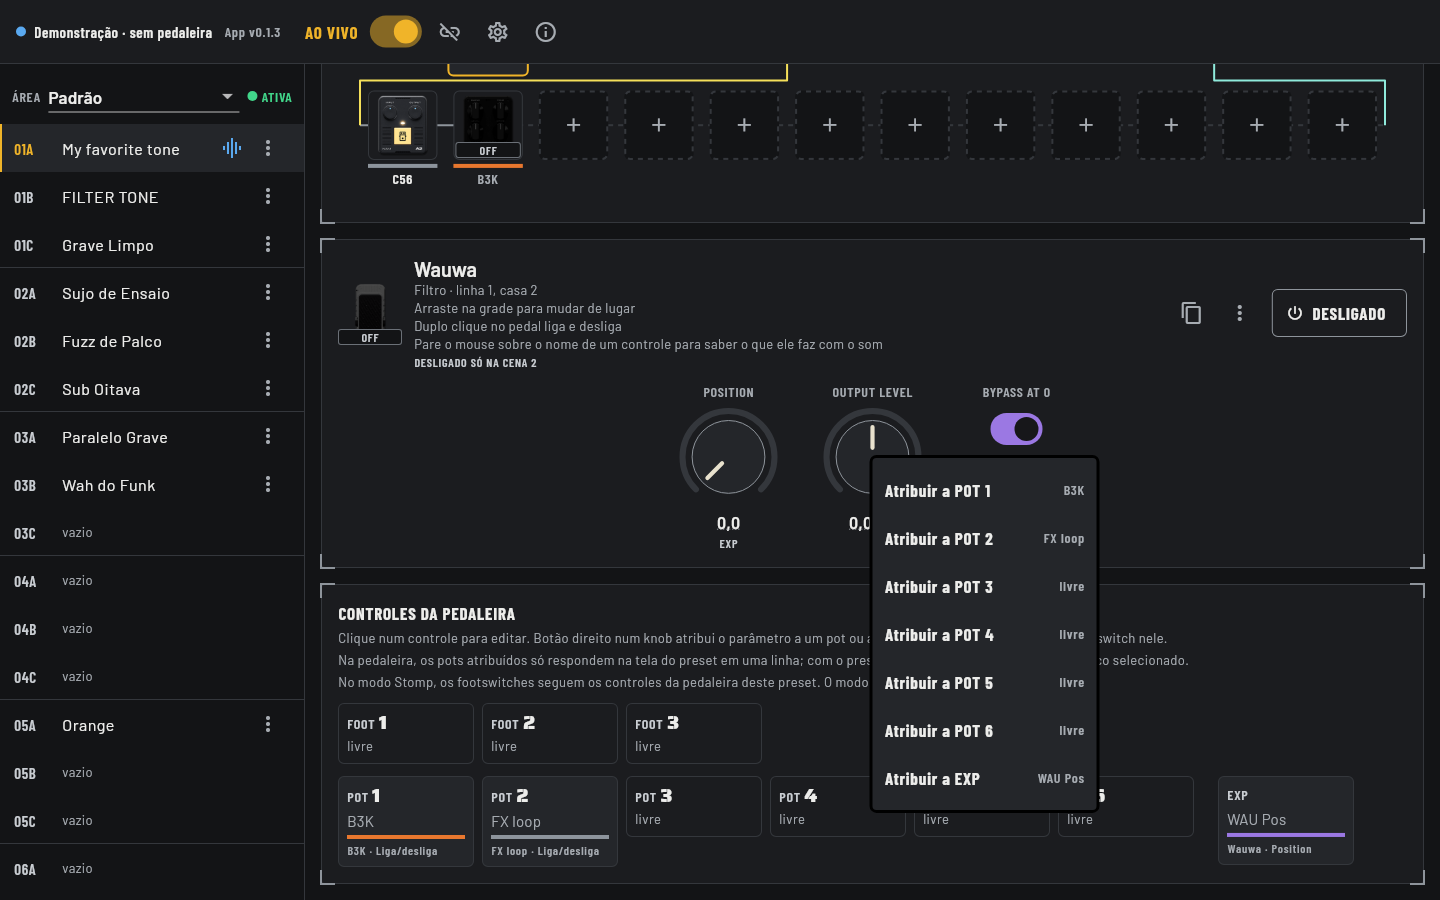 Demonstração · sem pedaleira App v0.1.3 AO VIVO
ÁREA Padrão ATIVA
01A My favorite tone
01B FILTER TONE
01C Grave Limpo
02A Sujo de Ensaio
02B Fuzz de Palco
02C Sub Oitava
03A Paralelo Grave
03B Wah do Funk
03C vazio
04A vazio
04B vazio
04C vazio
05A Orange
05B vazio
05C vazio
06A vazio
OFF
C56 B3K
Wauwa
Filtro · linha 1, casa 2
Arraste na grade para mudar de lugar
Duplo clique no pedal liga e desliga
Pare o mouse sobre o nome de um controle para saber o que ele faz com o som
DESLIGADO SÓ NA CENA 2
OFF
DESLIGADO
POSITION OUTPUT LEVEL BYPASS AT 0
0,0 0,0
EXP
Atribuir a POT 1 B3K
Atribuir a POT 2 FX loop
Atribuir a POT 3 livre
Atribuir a POT 4 livre
Atribuir a POT 5 livre
Atribuir a POT 6 livre
Atribuir a EXP WAU Pos
CONTROLES DA PEDALEIRA
Clique num controle para editar. Botão direito num knob atribui o parâmetro a um pot ou switch nele.
Na pedaleira, os pots atribuídos só respondem na tela do preset em uma linha; com o pres o selecionado.
No modo Stomp, os footswitches seguem os controles da pedaleira deste preset. O modo
FOOT 1 FOOT 2 FOOT 3
livre livre livre
POT 1 POT 2 POT 3 POT 4 EXP
B3K FX loop livre livre livre livre WAU Pos
B3K · Liga/desliga FX loop · Liga/desliga Wauwa · Position